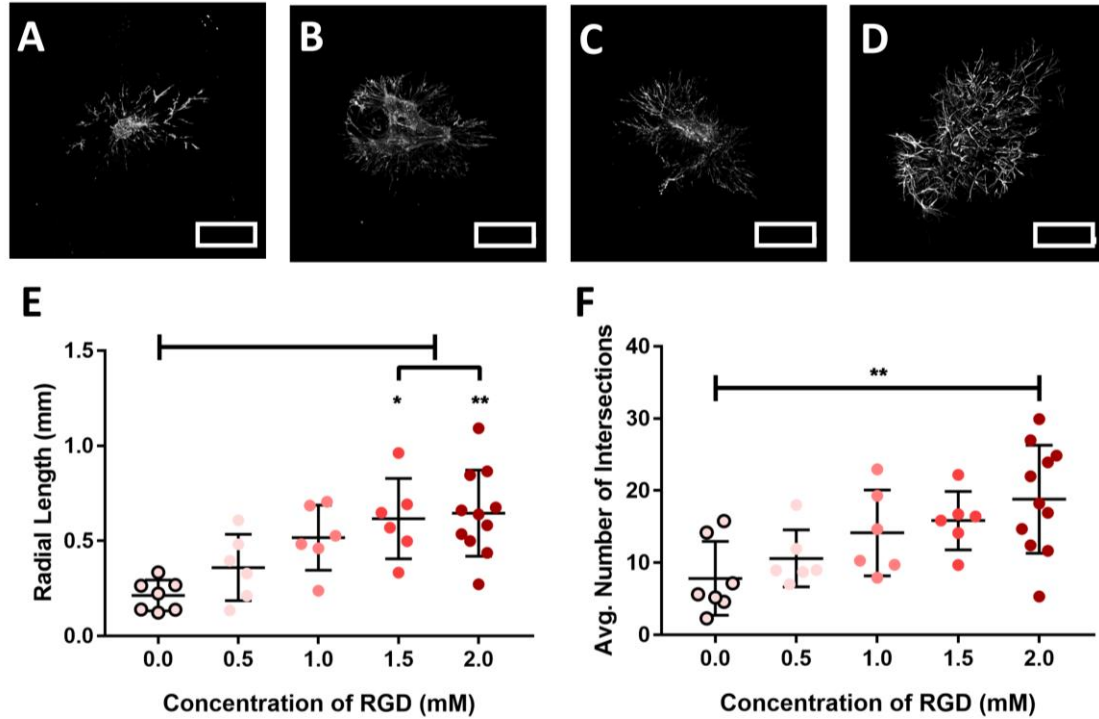 A
B
C
D
E
Radial Length (mm)
1.5
1.0
0.5
0.0
*
**
0.0 0.5 1.0 1.5 2.0
Concentration of RGD (mM)
F
Avg. Number of Intersections
40
30
20
10
0
**
0.0 0.5 1.0 1.5 2.0
Concentration of RGD (mM)